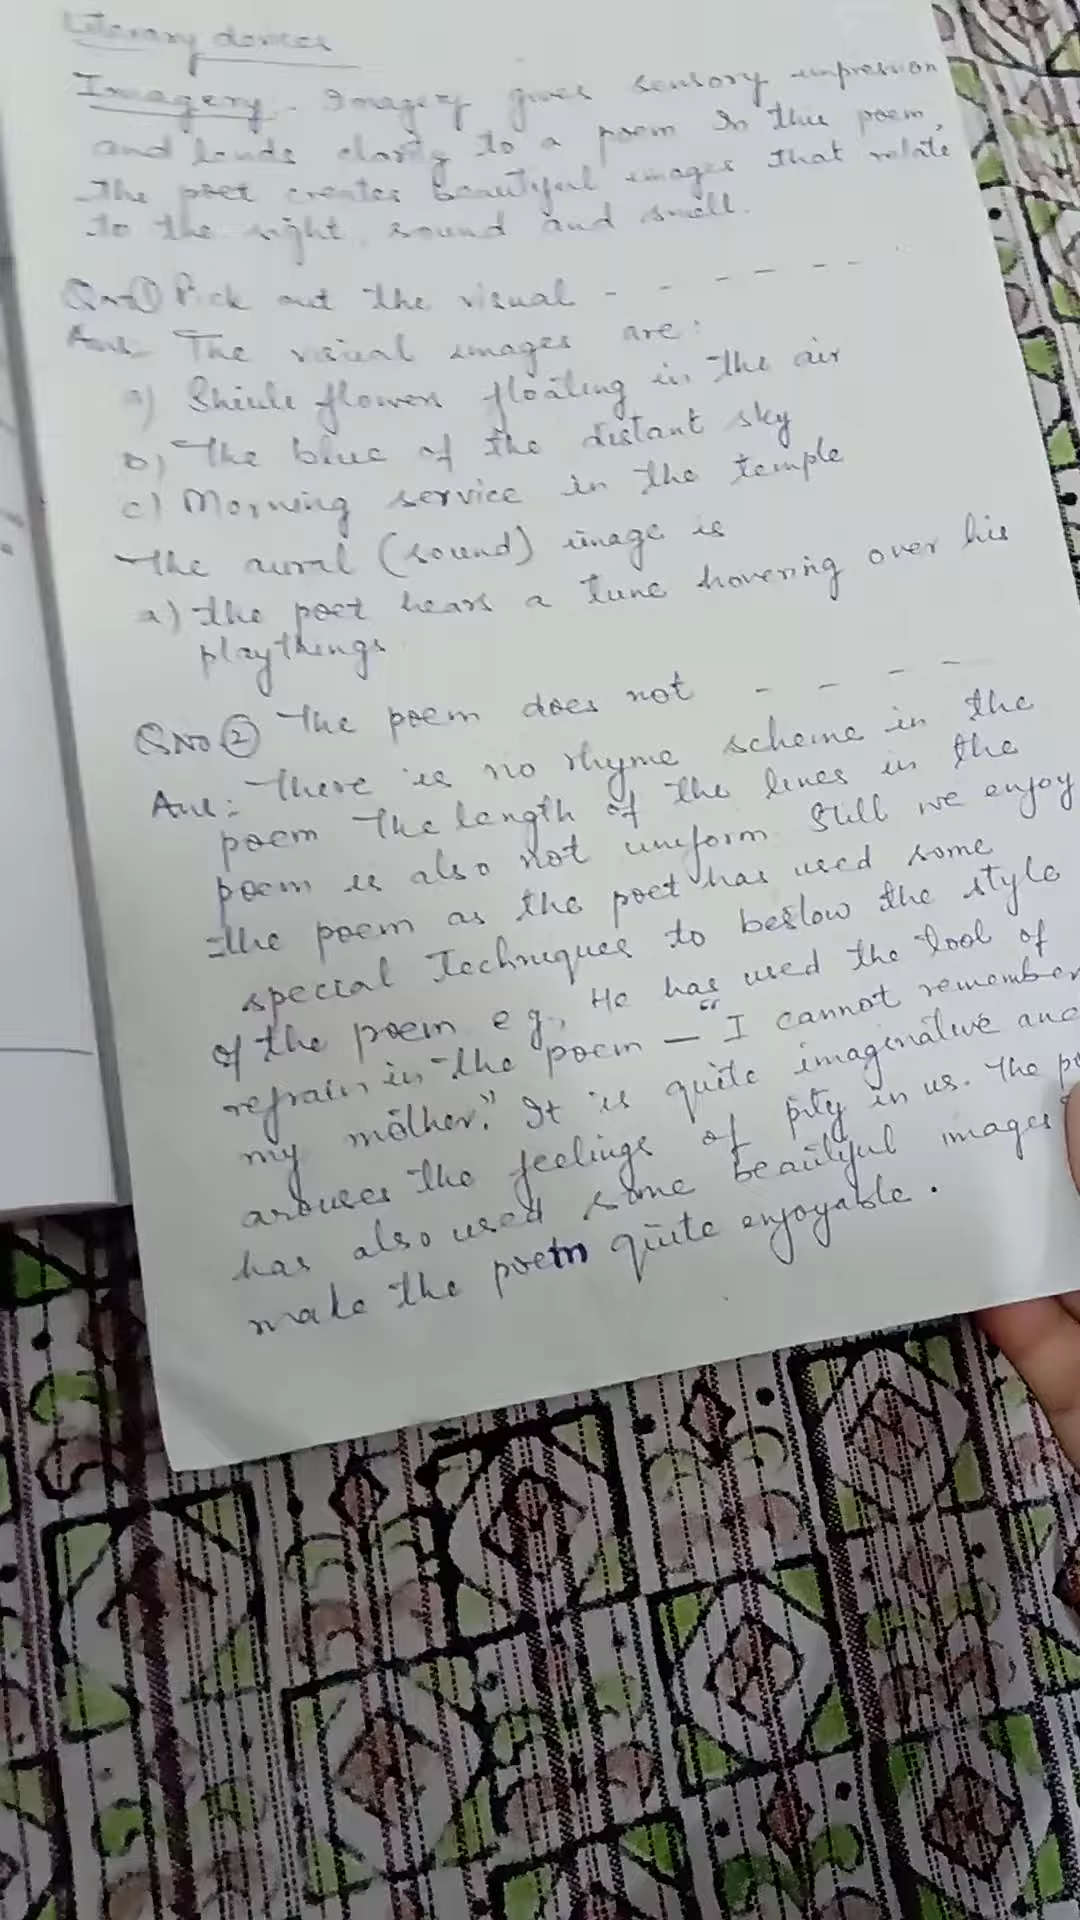 Literary devices
Imagery - Imagery gives sensory impression
and lends clarity to a poem In this poem,
the poet creates beautiful images that relate
to the sight, sound and smell.
Q.no① Pick out the visual - - - - -
Ans. The visual images are:
a) Shiuli flowers floating in the air
b) The blue of the distant sky
c) Morning service in the temple
The aural (sound) image is
a) the poet hears a tune hovering over his
playthings
QNO ② The poem does not - - - -
Ans: There is no rhyme scheme in the
poem The length of the lines in the
poem is also not uniform. Still we enjoy
the poem as the poet has used some
special Techniques to bestow the style
of the poem eg, He has used the tool of
refrain in the poem — "I cannot remember
my mother." It is quite imaginative and
arouses the feelings of pity in us. The
has also used some beautiful images
make the poem quite enjoyable.